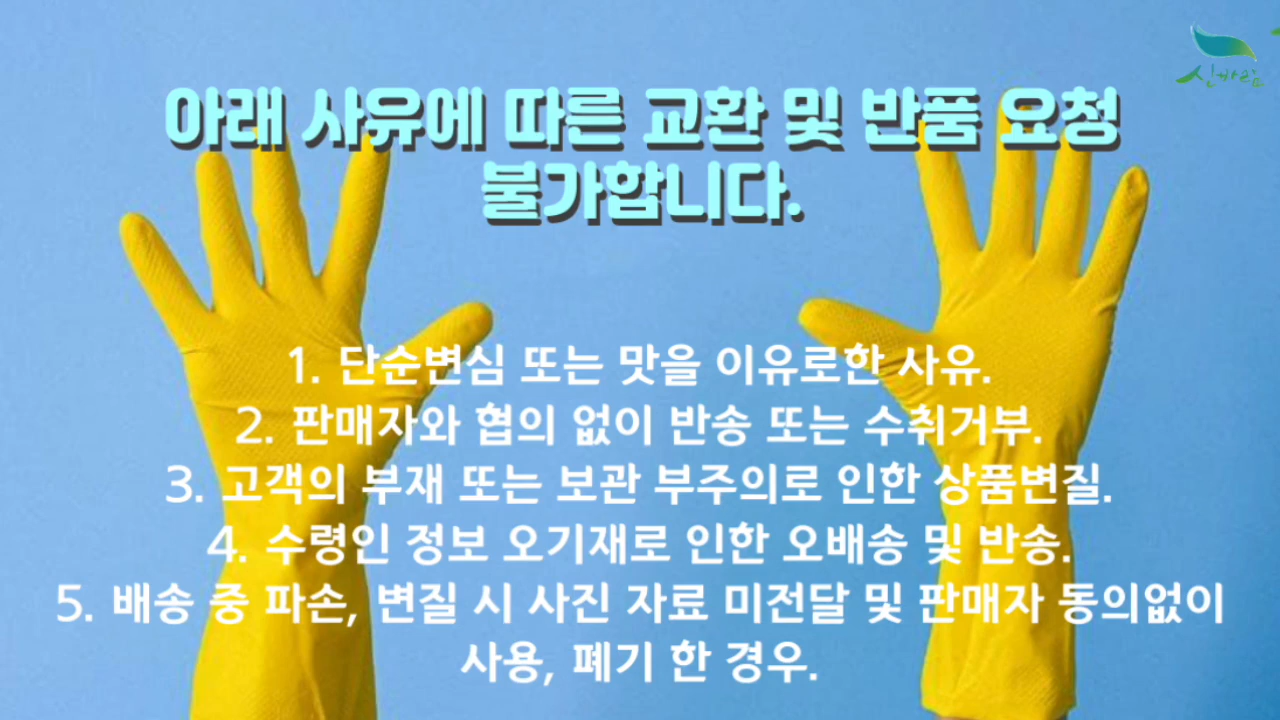 신바람
아래 사유에 따른 교환 및 반품 요청
불가합니다.
1. 단순변심 또는 맛을 이유로한 사유.
2. 판매자와 협의 없이 반송 또는 수취거부.
3. 고객의 부재 또는 보관 부주의로 인한 상품변질.
4. 수령인 정보 오기재로 인한 오배송 및 반송.
5. 배송 중 파손, 변질 시 사진 자료 미전달 및 판매자 동의없이
사용, 폐기 한 경우.